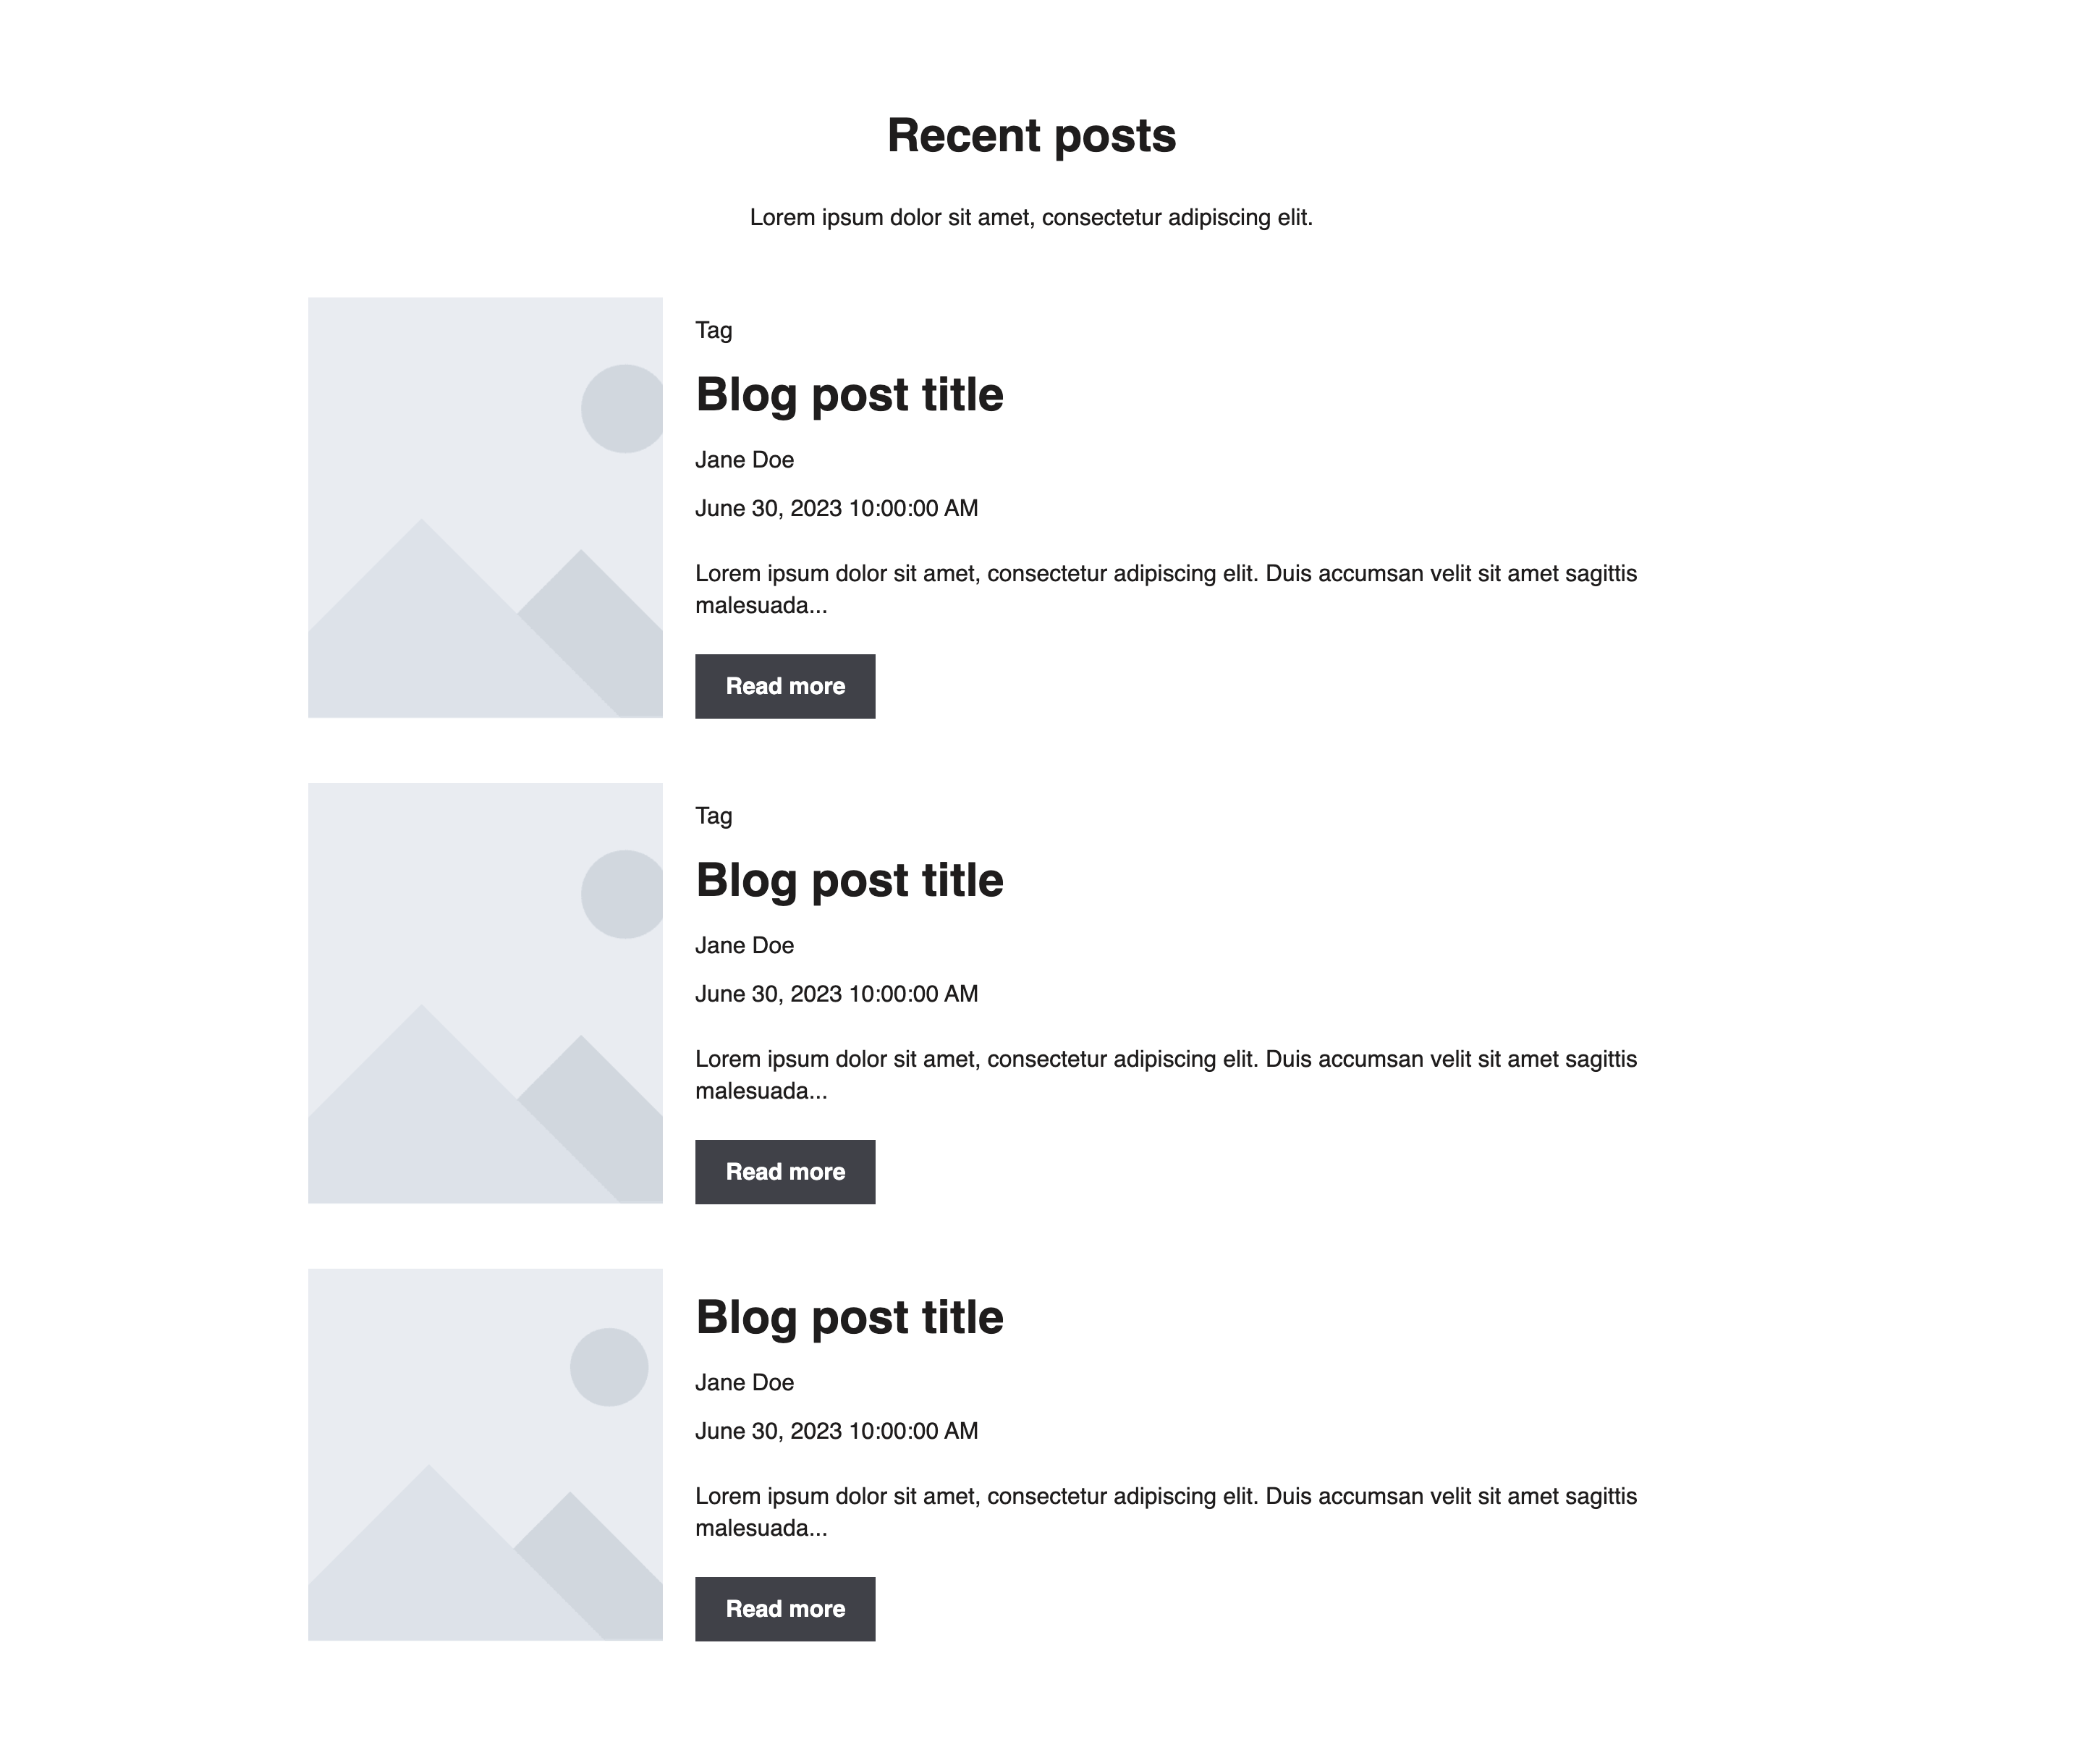 Recent posts
Lorem ipsum dolor sit amet, consectetur adipiscing elit.
Tag
Blog post title
Jane Doe
June 30, 2023 10:00:00 AM
Lorem ipsum dolor sit amet, consectetur adipiscing elit. Duis accumsan velit sit amet sagittis
malesuada...
Read more
Tag
Blog post title
Jane Doe
June 30, 2023 10:00:00 AM
Lorem ipsum dolor sit amet, consectetur adipiscing elit. Duis accumsan velit sit amet sagittis
malesuada...
Read more
Blog post title
Jane Doe
June 30, 2023 10:00:00 AM
Lorem ipsum dolor sit amet, consectetur adipiscing elit. Duis accumsan velit sit amet sagittis
malesuada...
Read more